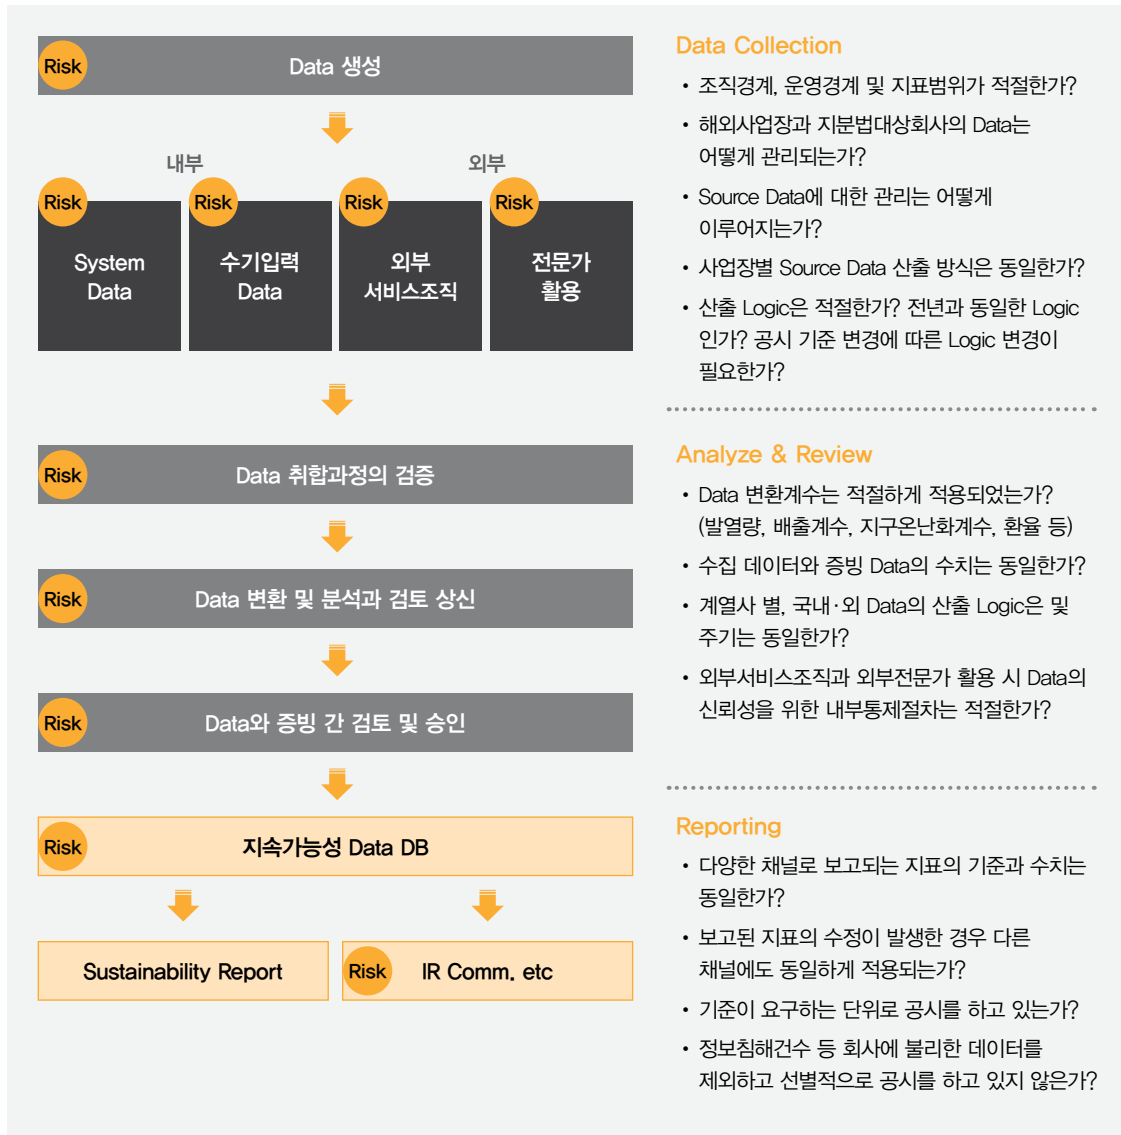 Risk
Data 생성
내부
외부
Risk
Risk
Risk
Risk
System
Data
수기입력
Data
외부
서비스조직
전문가
활용
Risk
Data 취합과정의 검증
Risk
Data 변환 및 분석과 검토 상신
Risk
Data와 증빙 간 검토 및 승인
Risk
지속가능성 Data DB
Sustainability Report
Risk
IR Comm. etc
Data Collection
• 조직경계, 운영경계 및 지표범위가 적절한가?
• 해외사업장과 지분법대상회사의 Data는
어떻게 관리되는가?
• Source Data에 대한 관리는 어떻게
이루어지는가?
• 사업장별 Source Data 산출 방식은 동일한가?
• 산출 Logic은 적절한가? 전년과 동일한 Logic
인가? 공시 기준 변경에 따른 Logic 변경이
필요한가?
Analyze & Review
• Data 변환계수는 적절하게 적용되었는가?
(발열량, 배출계수, 지구온난화계수, 환율 등)
• 수집 데이터와 증빙 Data의 수치는 동일한가?
• 계열사 별, 국내·외 Data의 산출 Logic은 및
주기는 동일한가?
• 외부서비스조직과 외부전문가 활용 시 Data의
신뢰성을 위한 내부통제절차는 적절한가?
Reporting
• 다양한 채널로 보고되는 지표의 기준과 수치는
동일한가?
• 보고된 지표의 수정이 발생한 경우 다른
채널에도 동일하게 적용되는가?
• 기준이 요구하는 단위로 공시를 하고 있는가?
• 정보침해건수 등 회사에 불리한 데이터를
제외하고 선별적으로 공시를 하고 있지 않은가?